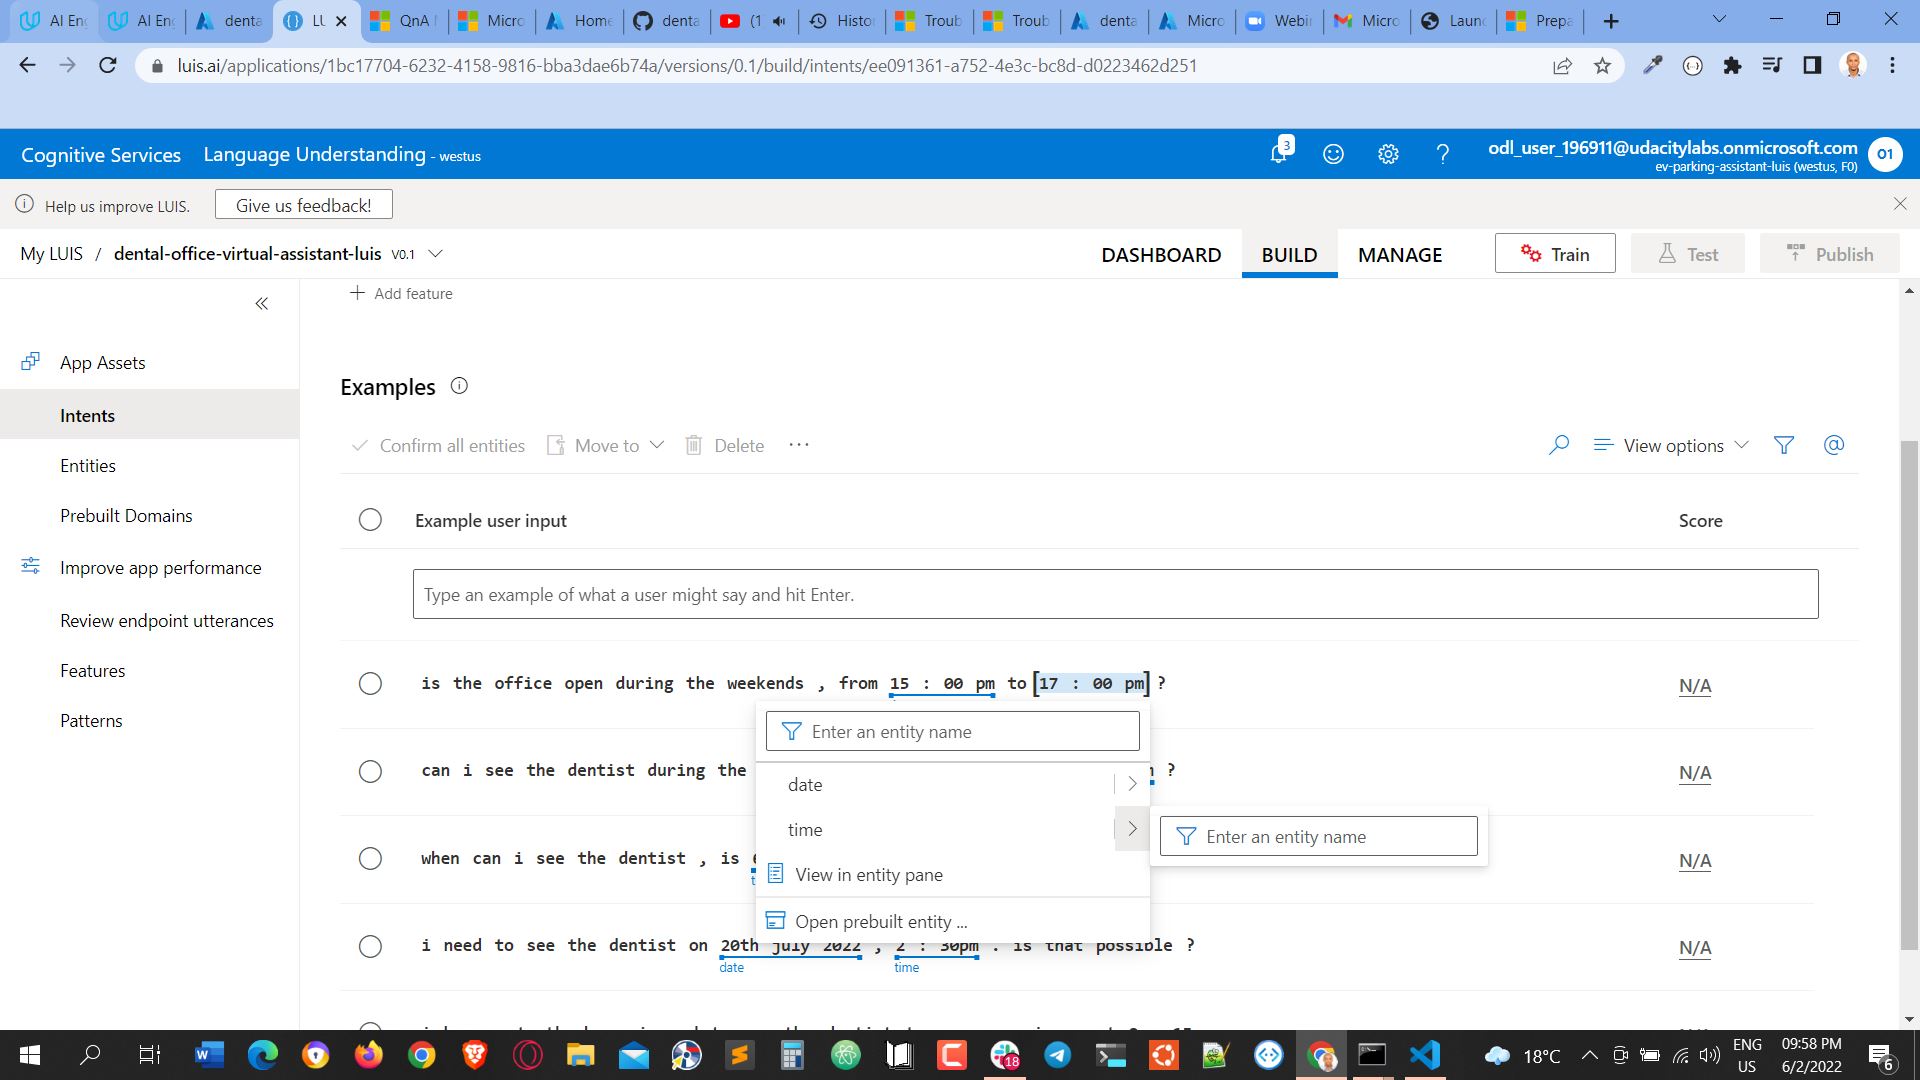 AI Eng
AI Eng
denta
LU
QnA M
Micro
Home
denta
(1
Histor
Troub
Troub
denta
Micro
Webin
Micro
Laund
Prepa
luis.ai/applications/1bc17704-6232-4158-9816-bba3dae6b74a/versions/0.1/build/intents/ee091361-a752-4e3c-bc8d-d0223462d251
Cognitive Services Language Understanding - westus
3
odl_user_196911@udacitylabs.onmicrosoft.com
ev-parking-assistant-luis (westus, F0)
O1
Help us improve LUIS. Give us feedback!
My LUIS / dental-office-virtual-assistant-luis V0.1
DASHBOARD BUILD MANAGE Train Test Publish
+ Add feature
App Assets
Intents
Entities
Prebuilt Domains
Improve app performance
Review endpoint utterances
Features
Patterns
Examples
Confirm all entities Move to Delete ...
View options
Example user input Score
Type an example of what a user might say and hit Enter.
is the office open during the weekends , from 15 : 00 pm to [17 : 00 pm] ?
N/A
Enter an entity name
date
time
View in entity pane
Open prebuilt entity ...
Enter an entity name
can i see the dentist during the ?
N/A
when can i see the dentist , is
N/A
i need to see the dentist on 20th july 2022 , 2 : 30pm . is that possible ?
date time
N/A
18
18°C
ENG
US
09:58 PM
6/2/2022
6